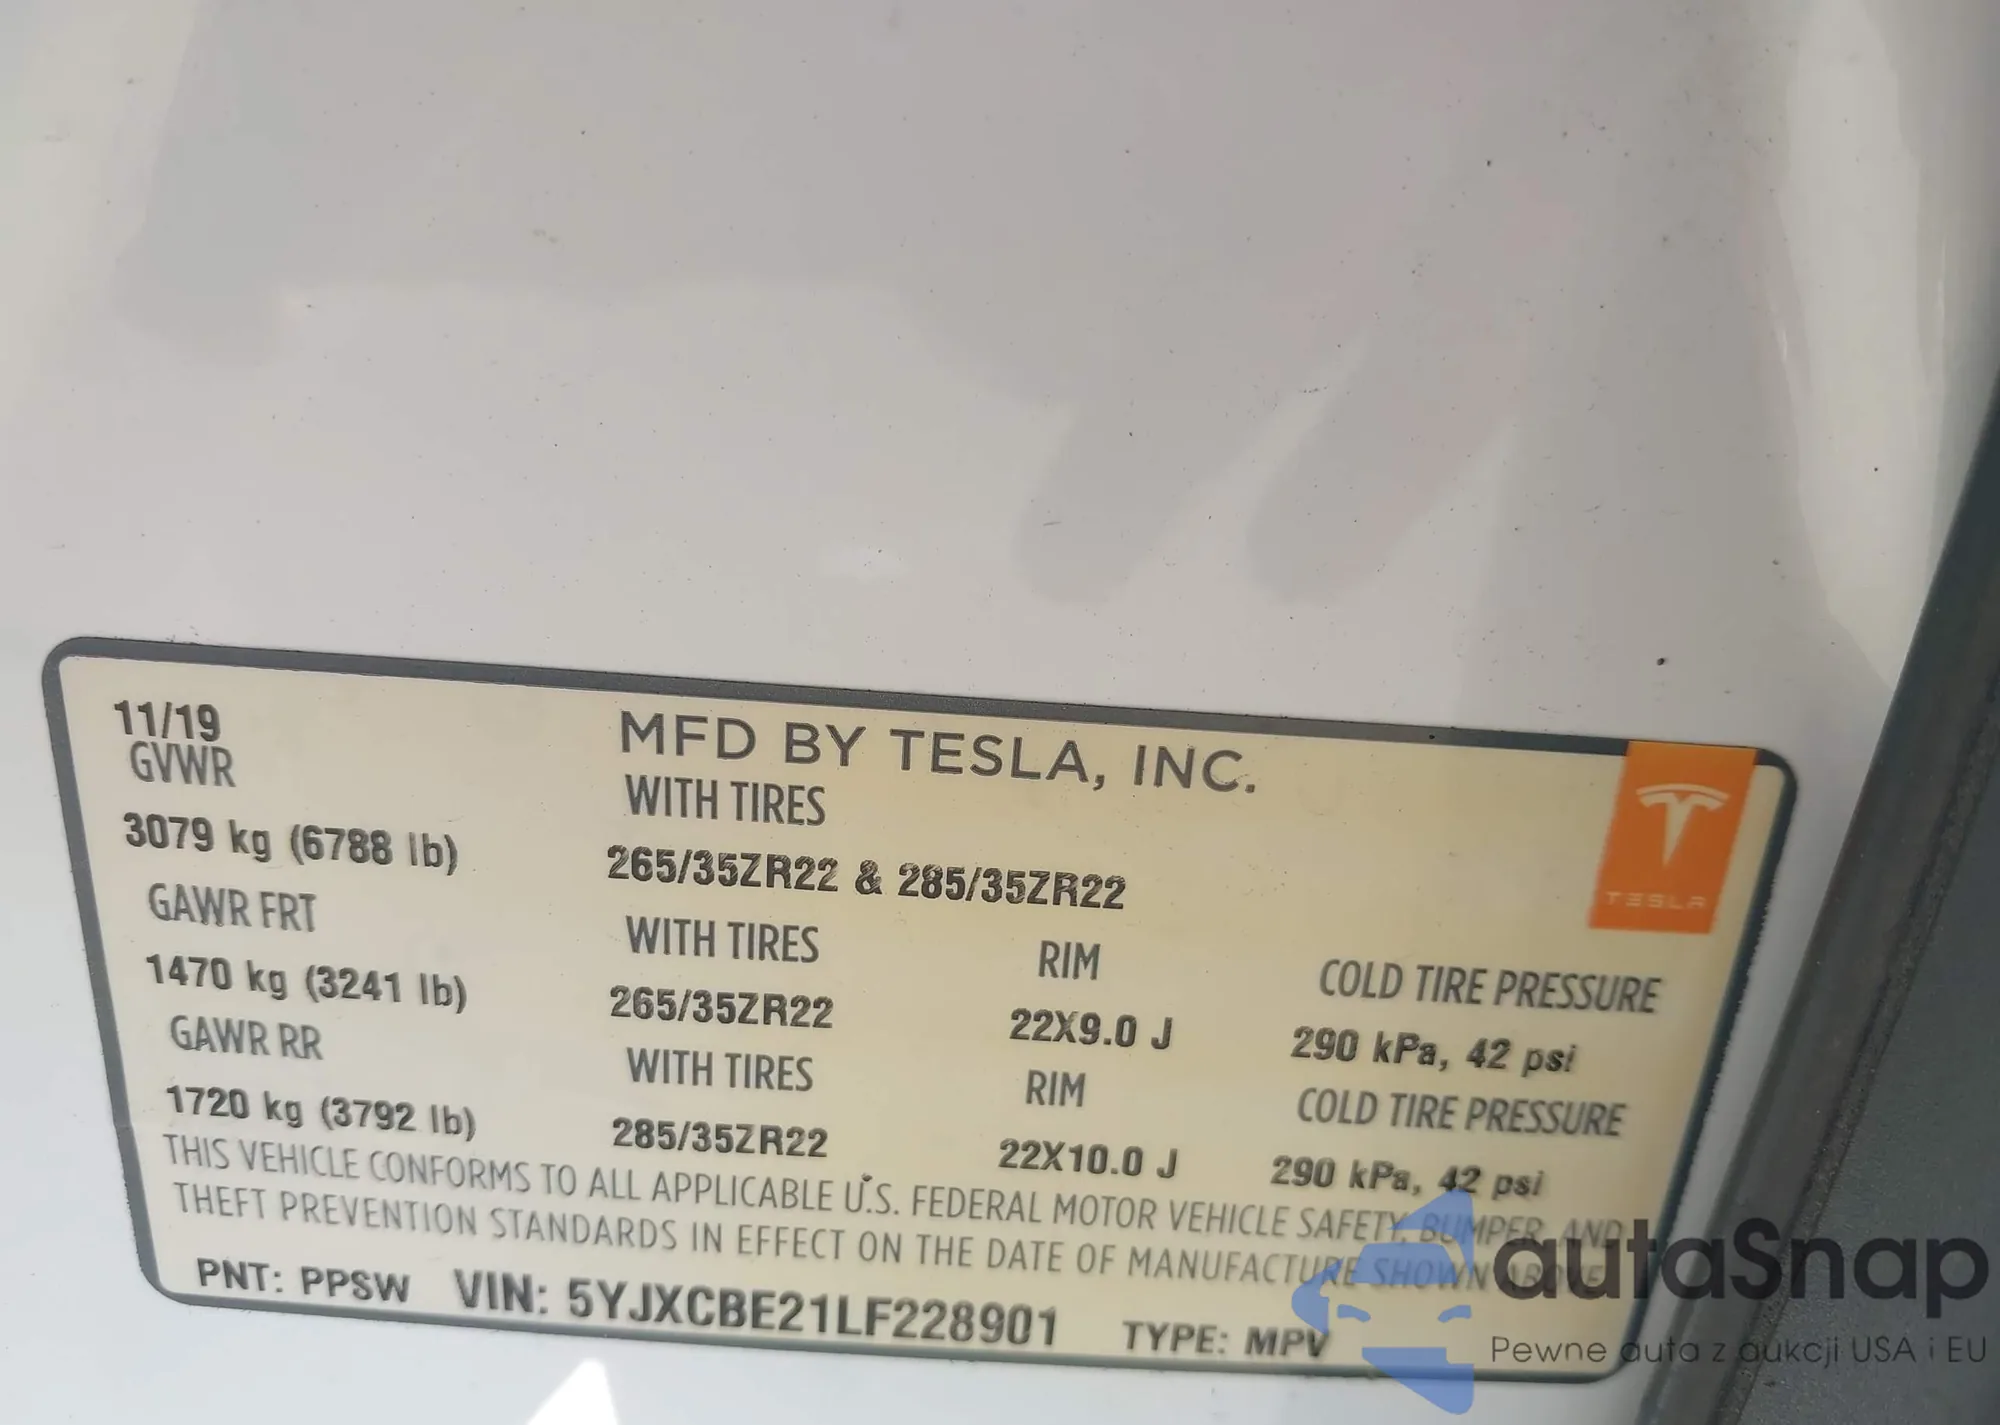 11/19 MFD BY TESLA, INC.
GVWR WITH TIRES
3079 kg (6788 lb) 265/35ZR22 & 285/35ZR22
TESLA
GAWR FRT WITH TIRES RIM COLD TIRE PRESSURE
1470 kg (3241 lb) 265/35ZR22 22X9.0 J 290 kPa, 42 psi
GAWR RR WITH TIRES RIM COLD TIRE PRESSURE
1720 kg (3792 lb) 285/35ZR22 22X10.0 J 290 kPa, 42 psi
THIS VEHICLE CONFORMS TO ALL APPLICABLE U.S. FEDERAL MOTOR VEHICLE SAFETY, BUMPER, AND
THEFT PREVENTION STANDARDS IN EFFECT ON THE DATE OF MANUFACTURE SHOWN ABOVE
PNT: PPSW VIN: 5YJXCBE21LF228901 TYPE: MPV
autaSnap
Pewne auta z aukcji USA i EU